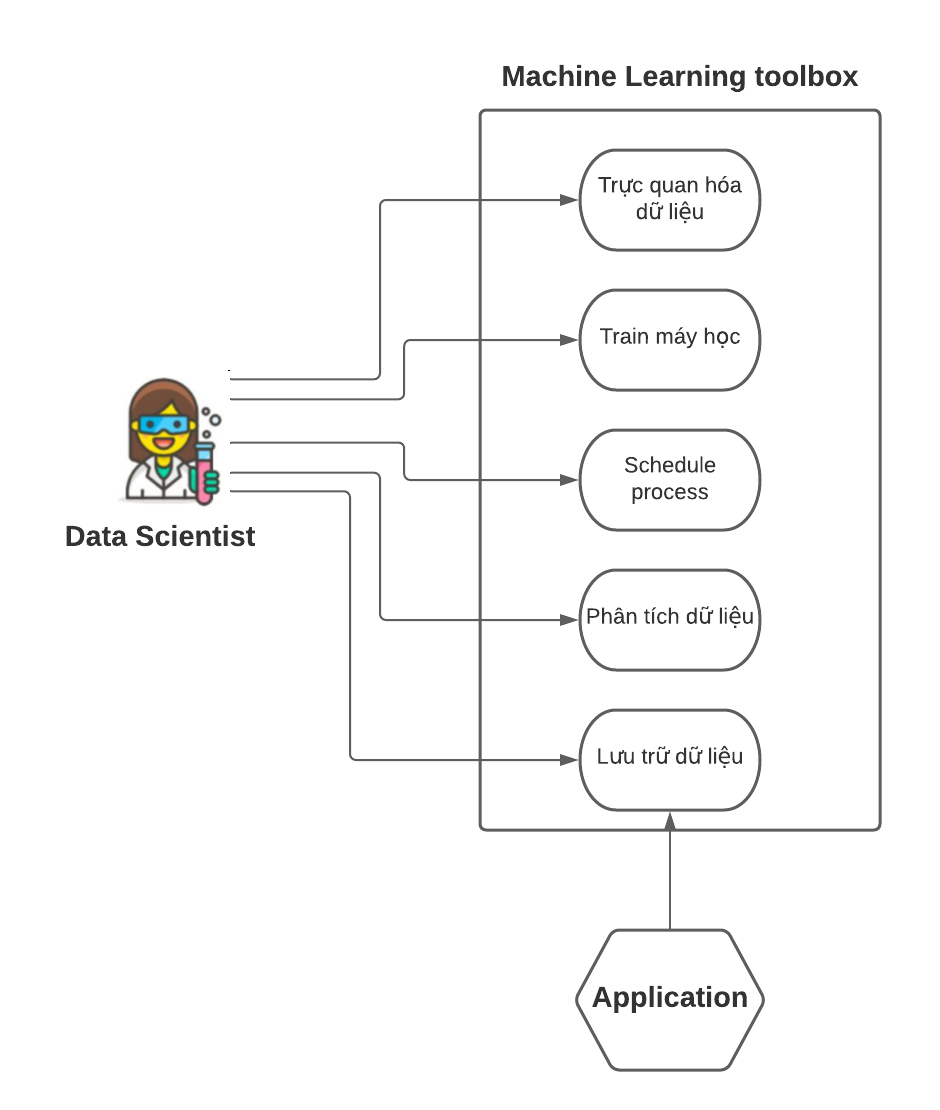 Machine Learning toolbox
Trực quan hóa
dữ liệu
Train máy học
Schedule
process
Data Scientist
Phân tích dữ liệu
Lưu trữ dữ liệu
Application